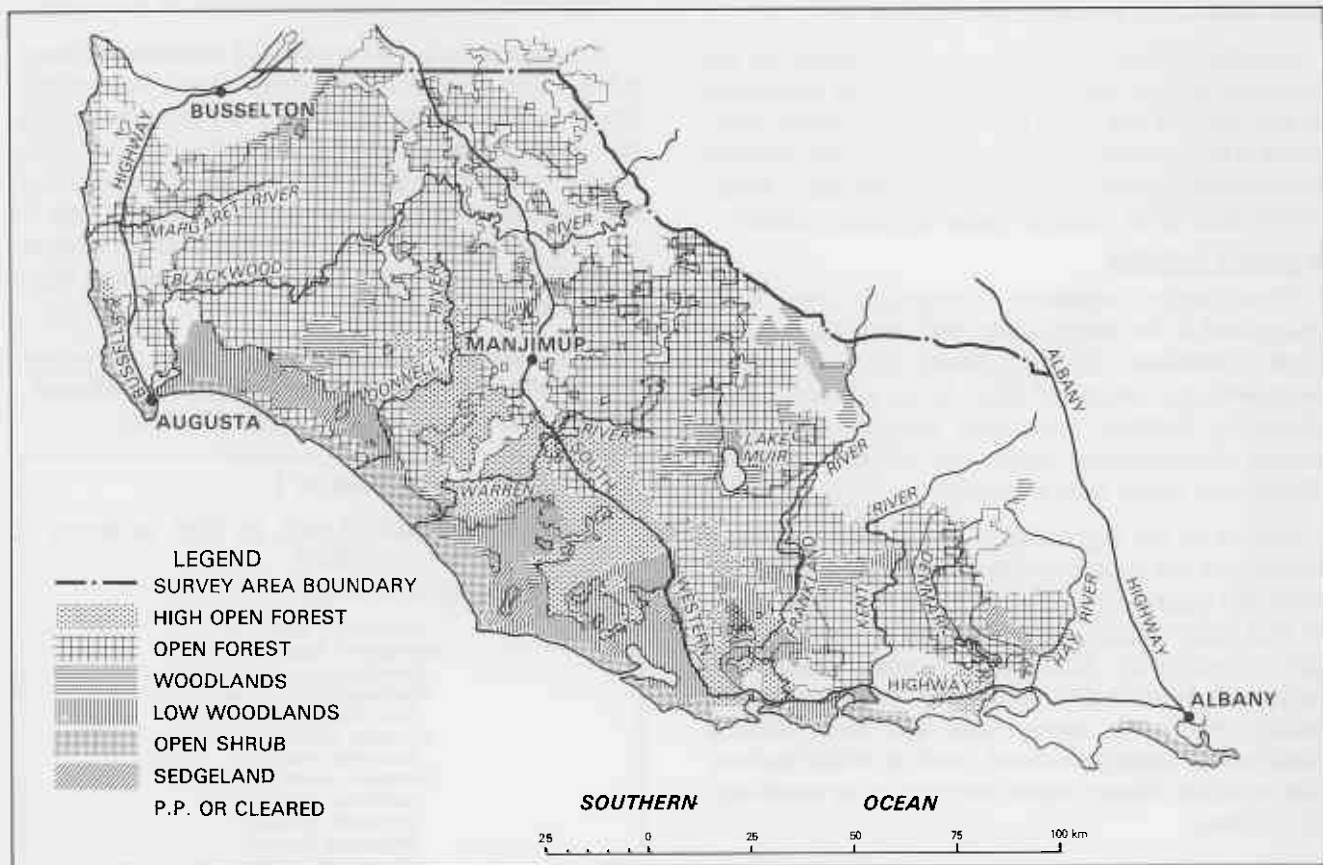 BUSSELTON
HIGHWAY
MARGARET RIVER
RIVER
BLACKWOOD
RIVER
BUSSELL
MANJIMUP
ALBANY
DONNELLY
AUGUSTA
RIVER
LAKE
MUIR
RIVER
SOUTH
WARREN
RIVER
WESTERN
FRANKLAND
KENT
DENMARK
HAY RIVER
HIGHWAY
HIGHWAY
ALBANY
LEGEND
SURVEY AREA BOUNDARY
HIGH OPEN FOREST
OPEN FOREST
WOODLANDS
LOW WOODLANDS
OPEN SHRUB
SEDGELAND
P.P. OR CLEARED
SOUTHERN OCEAN
25 0 25 50 75 100 km